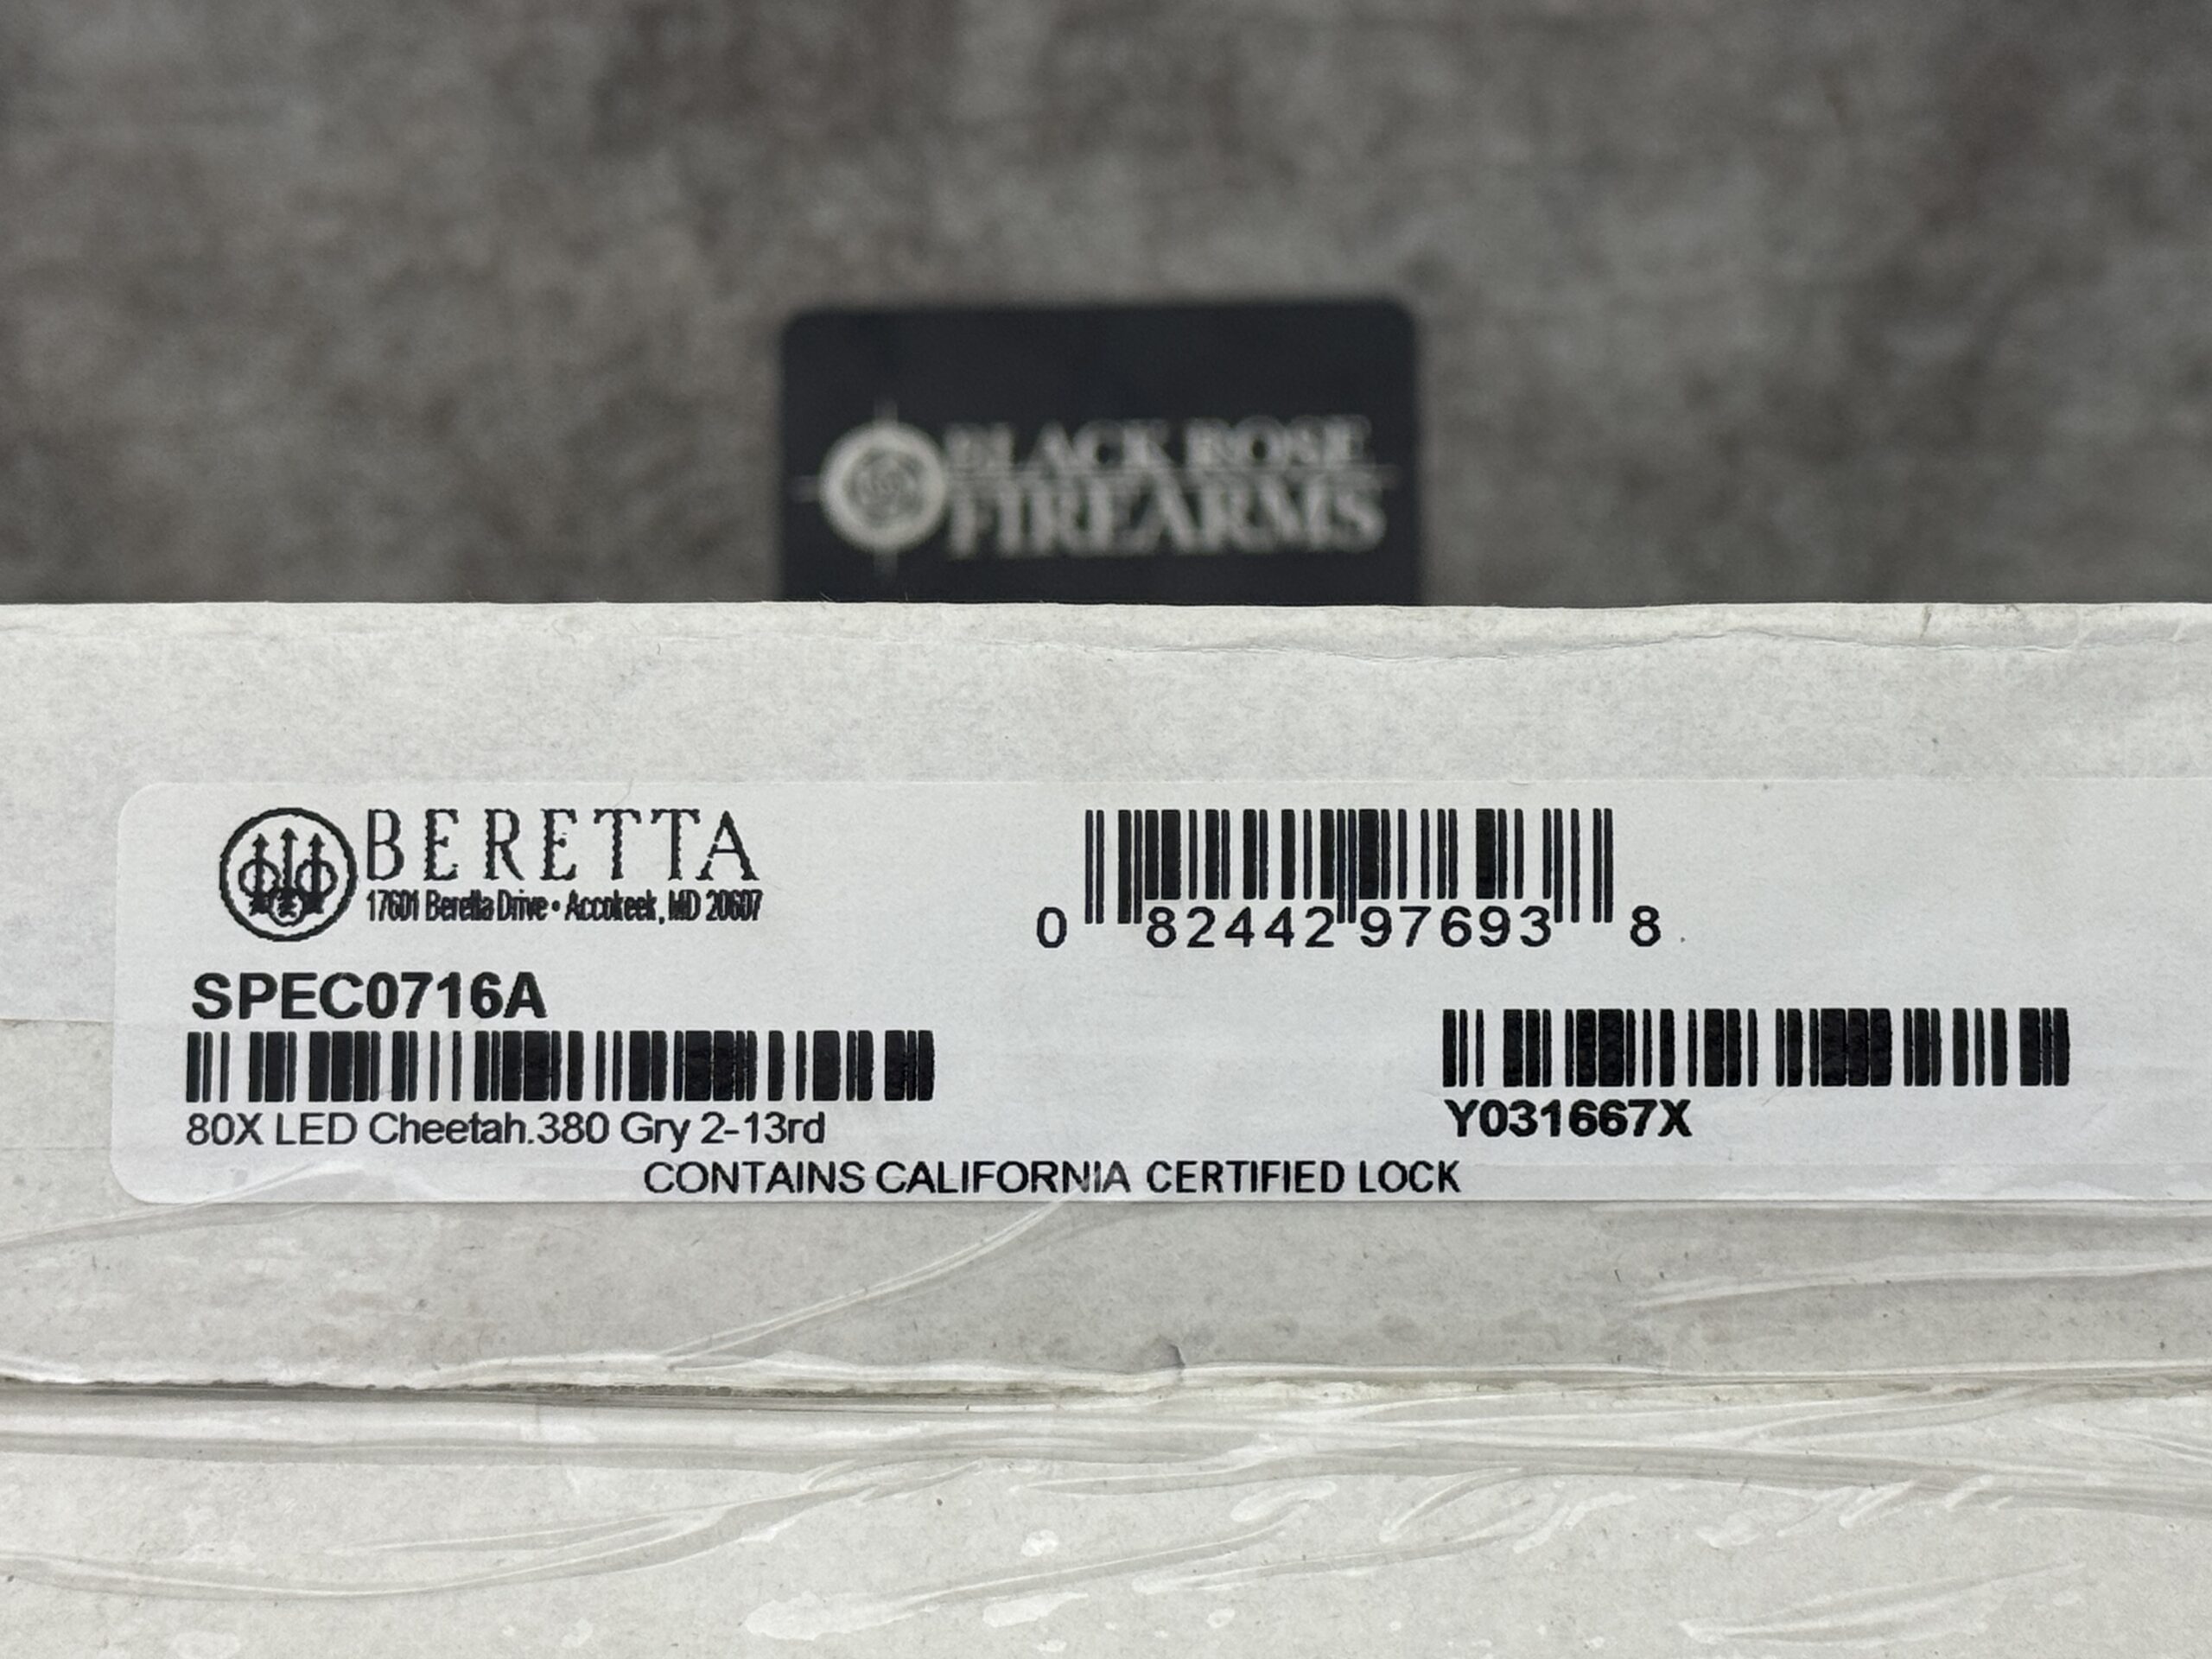 BLACK ROSE
FIREARMS
BERETTA
17601 Beretta Drive • Accokeek, MD 20607
0 82442 97693 8
SPEC0716A
80X LED Cheetah.380 Gry 2-13rd
Y031667X
CONTAINS CALIFORNIA CERTIFIED LOCK